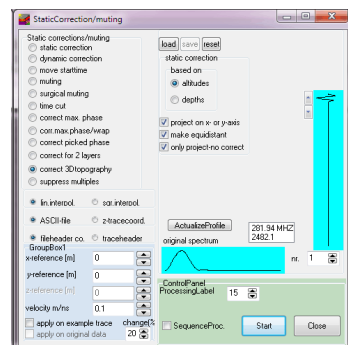 StaticCorrection/muting
Static corrections/muting
static correction
dynamic correction
move starttime
muting
surgical muting
time cut
correct max. phase
corr.max.phase/wrap
correct picked phase
correct for 2 layers
correct 3Dtopography
suppress multiples
lin.interpol.
sqr.interpol.
ASCII-file
z-tracecoord.
fileheader co.
traceheader
GroupBox1
x-reference [m] 0
y-reference [m] 0
z-reference [m] 0
velocity m/ns 0.1
apply on example trace change(%
apply on original data 20
load save reset
static correction
based on
altitudes
depths
project on x- or y-axis
make equidistant
only project-no correct
ActualizeProfile
281.94 MHZ
2482.1
original spectrum
nr. 1
ControlPanel
ProcessingLabel 15
SequenceProc.
Start
Close